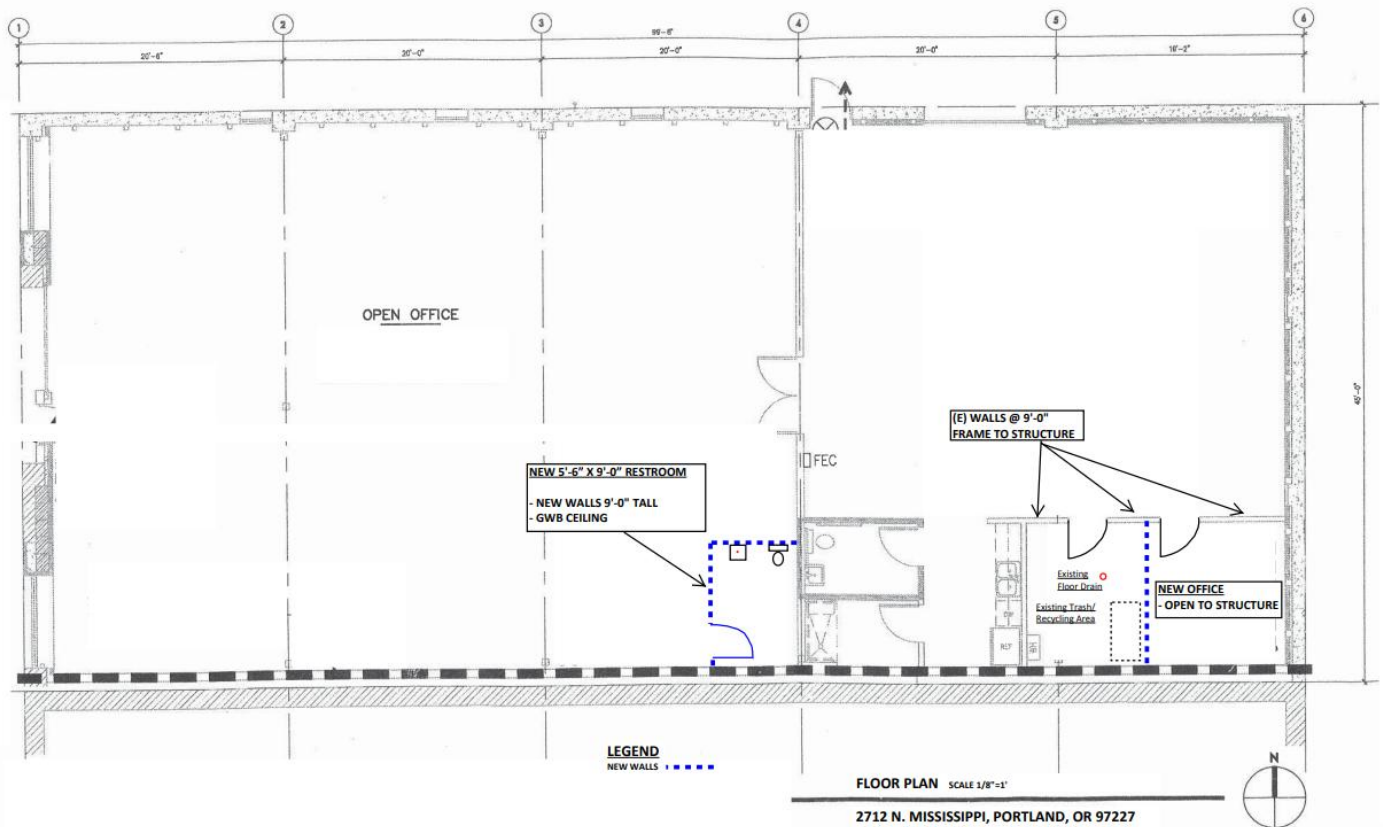 1
2
3
4
5
6
99'-8"
20'-6"
20'-0"
20'-0"
20'-0"
19'-2"
OPEN OFFICE
45'-0"
(E) WALLS @ 9'-0"
FRAME TO STRUCTURE
FEC
NEW 5'-6" X 9'-0" RESTROOM
- NEW WALLS 9'-0" TALL
- GWB CEILING
Existing
Floor Drain
NEW OFFICE
- OPEN TO STRUCTURE
Existing Trash/
Recycling Area
REF
LEGEND
NEW WALLS
N
FLOOR PLAN SCALE 1/8"=1'
2712 N. MISSISSIPPI, PORTLAND, OR 97227